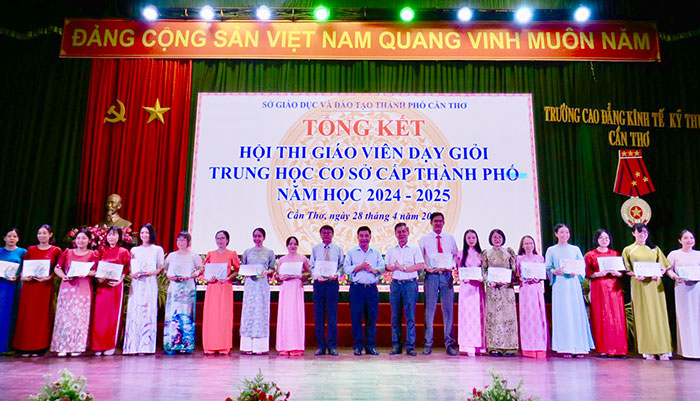 ĐẢNG CỘNG SẢN VIỆT NAM QUANG VINH MUÔN NĂM
SỞ GIÁO DỤC VÀ ĐÀO TẠO THÀNH PHỐ CẦN THƠ
TỔNG KẾT
HỘI THI GIÁO VIÊN DẠY GIỎI
TRUNG HỌC CƠ SỞ CẤP THÀNH PHỐ
NĂM HỌC 2024 - 2025
Cần Thơ, ngày 28 tháng 4 năm
TRƯỜNG CAO ĐẲNG KINH TẾ KỸ
CẦN THƠ